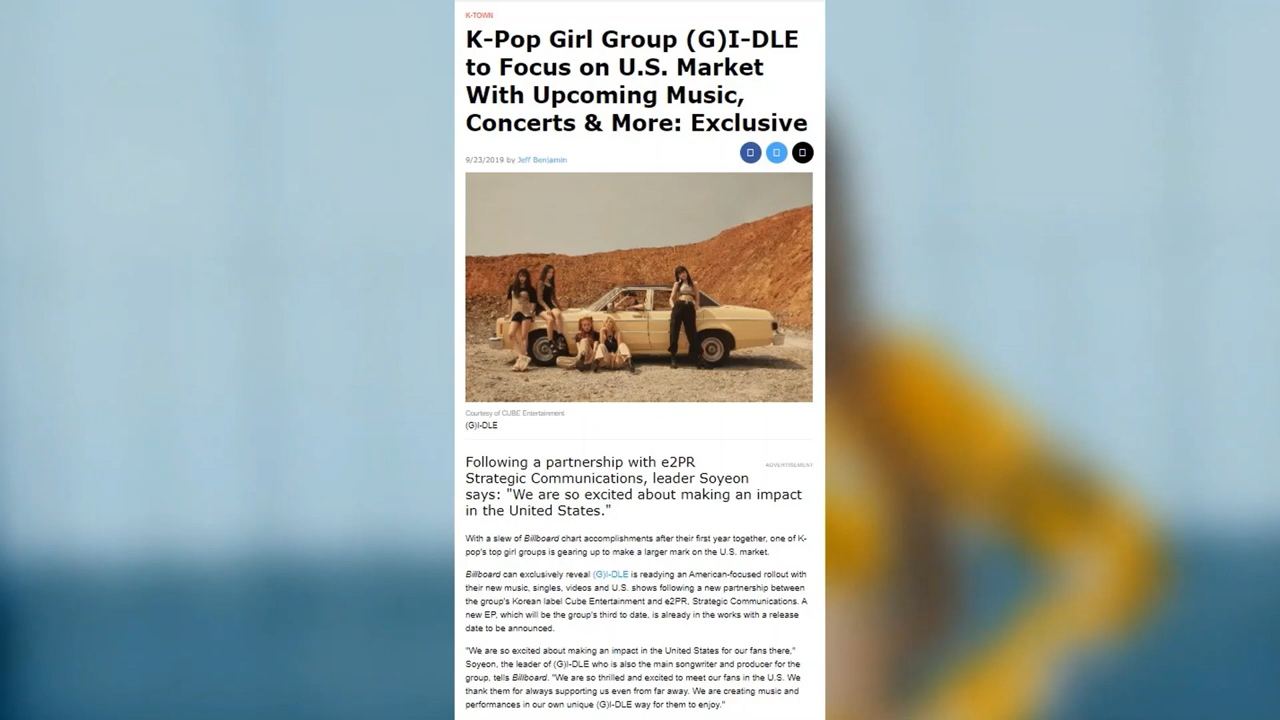 K-TOWN
K-Pop Girl Group (G)I-DLE
to Focus on U.S. Market
With Upcoming Music,
Concerts & More: Exclusive
9/23/2019 by Jeff Benjamin
Courtesy of CUBE Entertainment
(G)I-DLE
ADVERTISEMENT
Following a partnership with e2PR
Strategic Communications, leader Soyeon
says: "We are so excited about making an impact
in the United States."
With a slew of Billboard chart accomplishments after their first year together, one of K-
pop's top girl groups is gearing up to make a larger mark on the U.S. market.
Billboard can exclusively reveal (G)I-DLE is readying an American-focused rollout with
their new music, singles, videos and U.S. shows following a new partnership between
the group's Korean label Cube Entertainment and e2PR, Strategic Communications. A
new EP, which will be the group's third to date, is already in the works with a release
date to be announced.
"We are so excited about making an impact in the United States for our fans there,"
Soyeon, the leader of (G)I-DLE who is also the main songwriter and producer for the
group, tells Billboard. "We are so thrilled and excited to meet our fans in the U.S. We
thank them for always supporting us even from far away. We are creating music and
performances in our own unique (G)I-DLE way for them to enjoy."